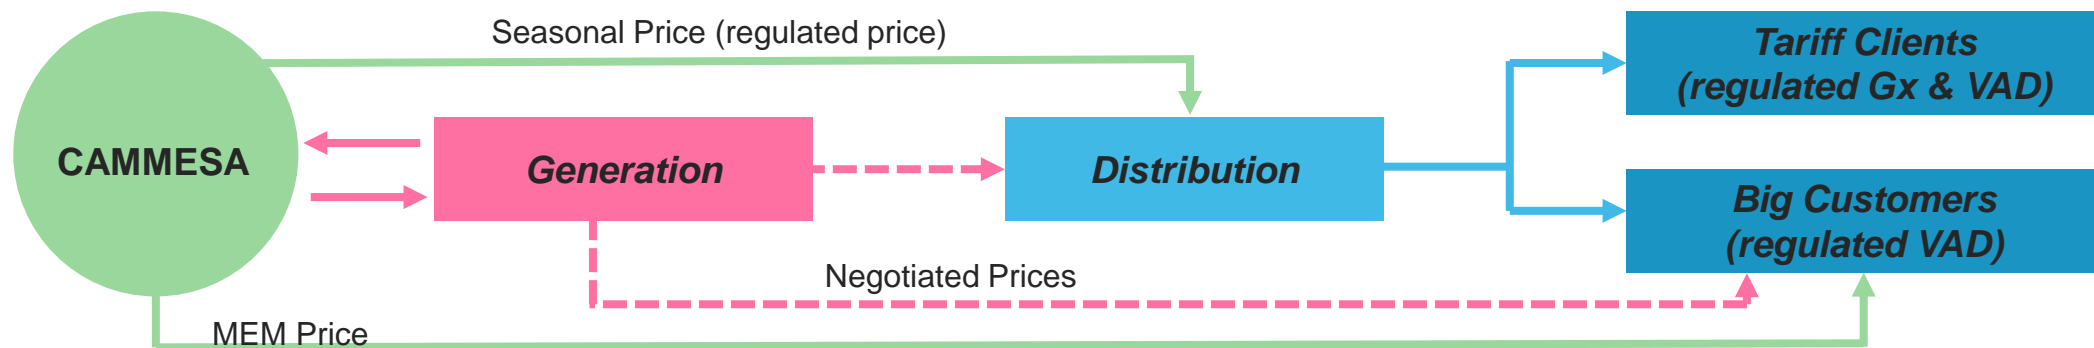 Seasonal Price (regulated price)
Tariff Clients
(regulated Gx & VAD)
CAMMESA
Generation
Distribution
Big Customers
(regulated VAD)
Negotiated Prices
MEM Price